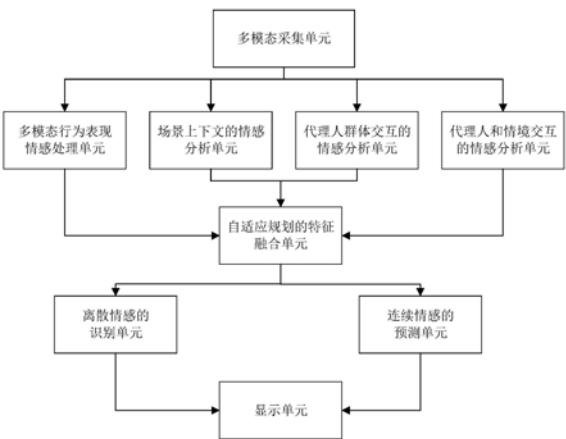 多模态采集单元
多模态行为表现
情感处理单元
场景上下文的情感
分析单元
代理人群体交互的
情感分析单元
代理人和情境交互
的情感分析单元
自适应规划的特征
融合单元
离散情感的
识别单元
连续情感的
预测单元
显示单元